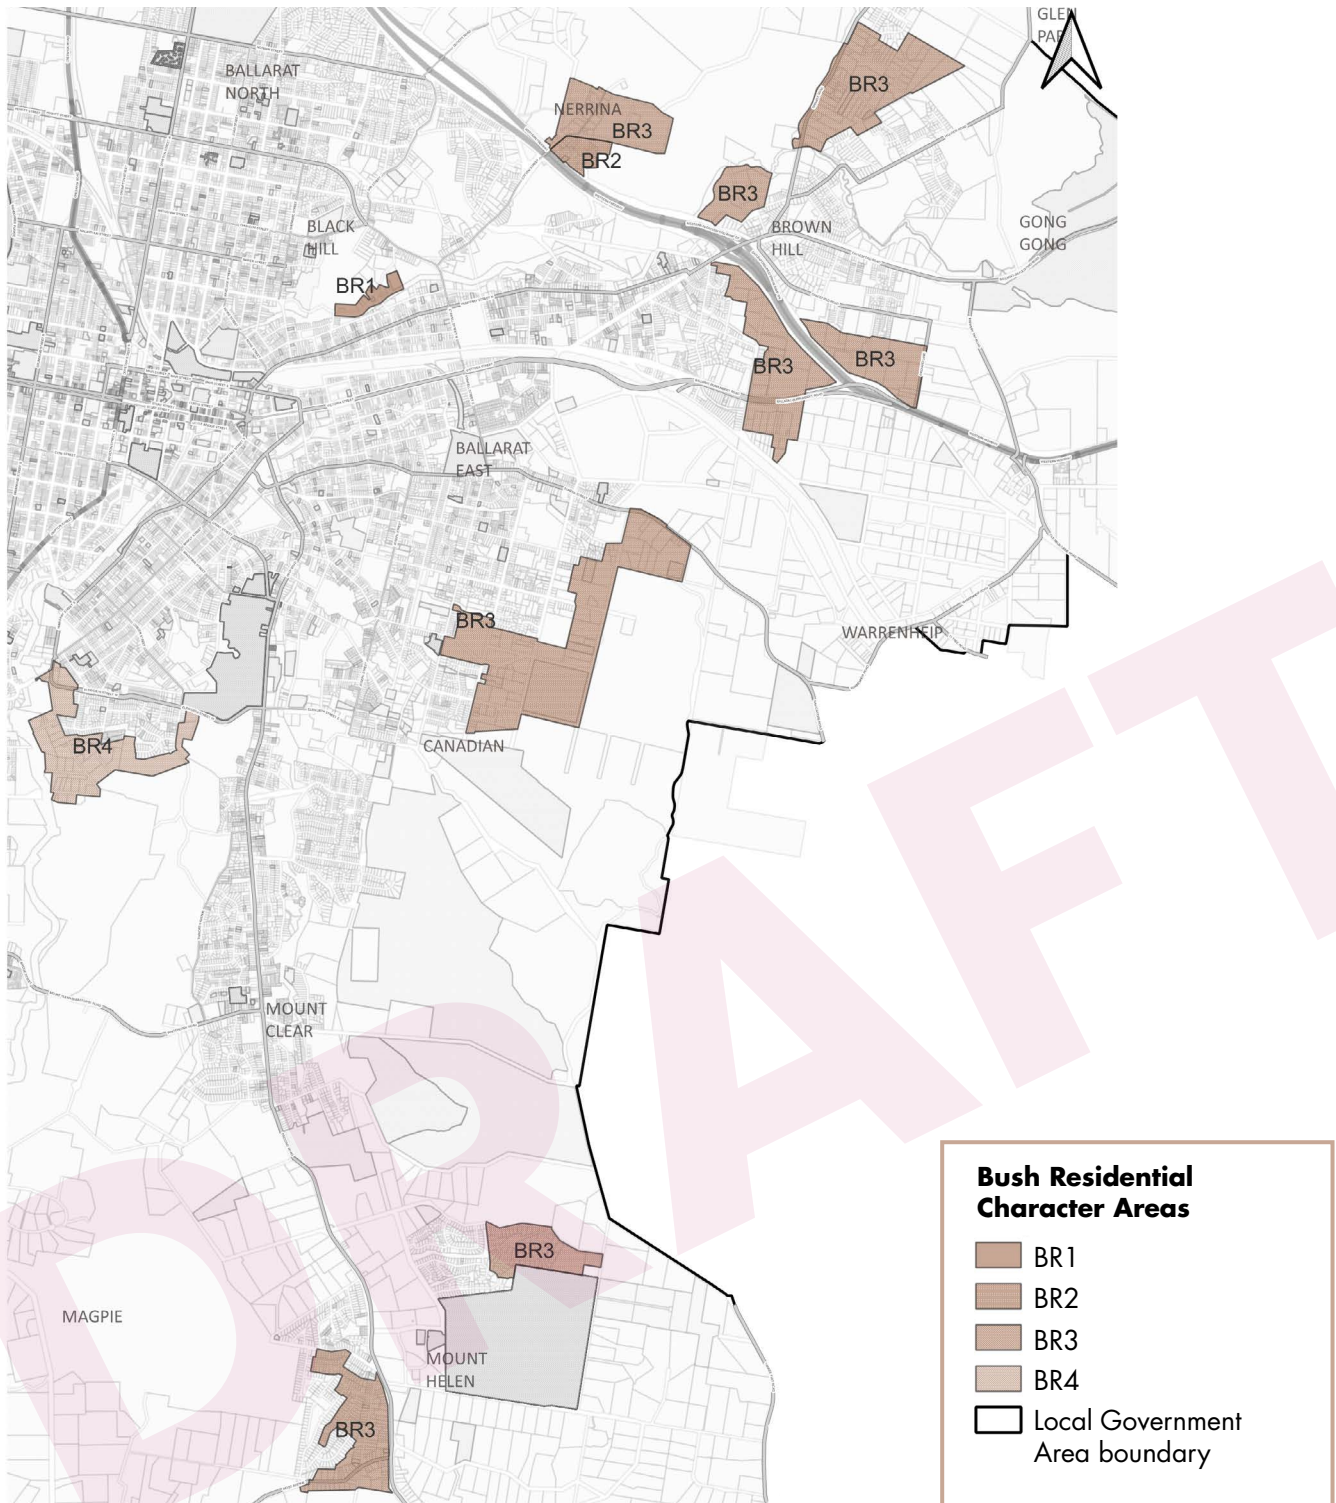 GLEN
PAR
BALLARAT
NORTH
BR3
NERRINA
BR3
BR2
BR3
BLACK
HILL
BROWN
HILL
GONG
GONG
BR1
BR3
BR3
BALLARAT
EAST
BR3
WARRENHEIP
BR4
CANADIAN
MOUNT
CLEAR
BR3
MAGPIE
MOUNT
HELEN
BR3
DRAFT
Bush Residential
Character Areas
BR1
BR2
BR3
BR4
Local Government
Area boundary